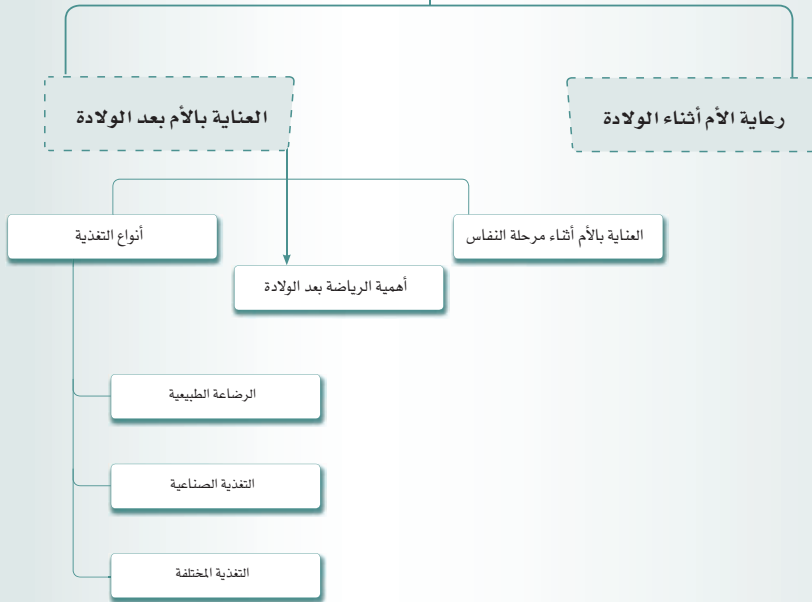 رعاية الأم أثناء الولادة
العناية بالأم بعد الولادة
العناية بالأم أثناء مرحلة النفاس
أهمية الرياضة بعد الولادة
أنواع التغذية
الرضاعة الطبيعية
التغذية الصناعية
التغذية المختلفة